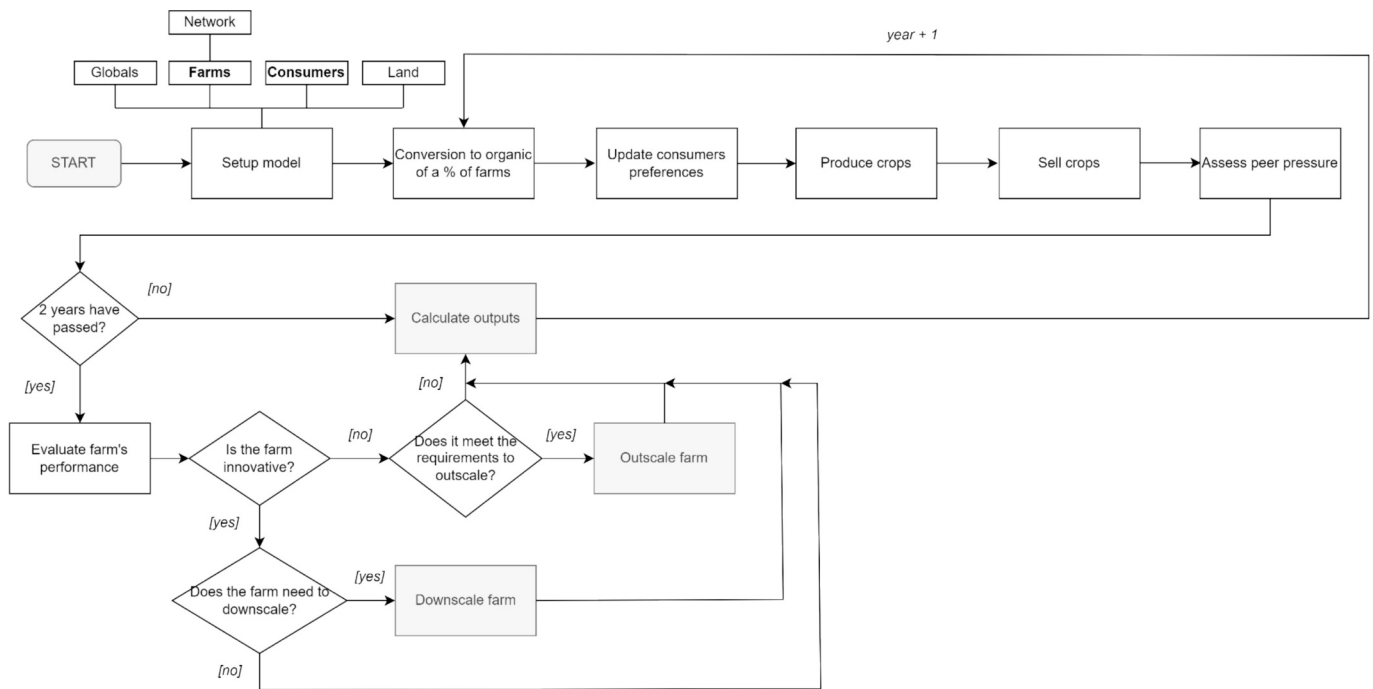 Network
year + 1
Globals
Farms
Consumers
Land
START
Setup model
Conversion to organic
of a % of farms
Update consumers
preferences
Produce crops
Sell crops
Assess peer pressure
2 years have
passed?
[no]
Calculate outputs
[yes]
[no]
Evaluate farm's
performance
Is the farm
innovative?
[no]
Does it meet the
requirements to
outscale?
[yes]
Outscale farm
[yes]
Does the farm need to
downscale?
[yes]
Downscale farm
[no]